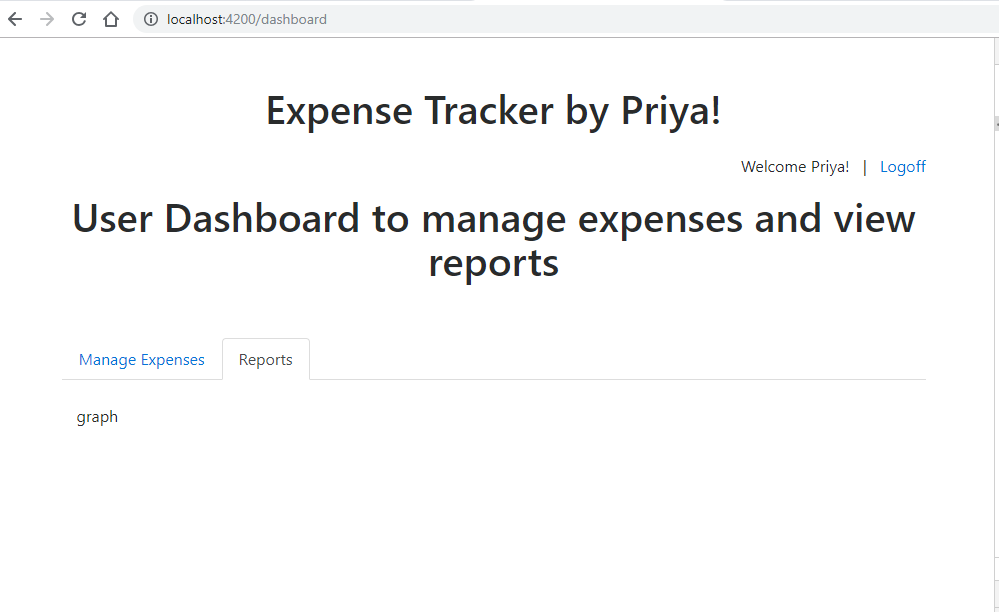 localhost:4200/dashboard
Expense Tracker by Priya!
Welcome Priya! | Logoff
User Dashboard to manage expenses and view
reports
Manage Expenses Reports
graph